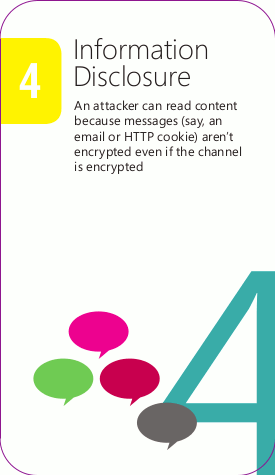 4
Information
Disclosure
An attacker can read content
because messages (say, an
email or HTTP cookie) aren't
encrypted even if the channel
is encrypted
4